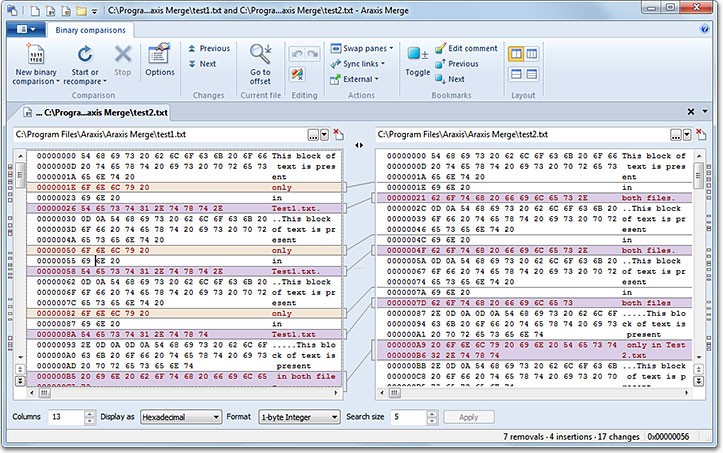 C:\Progra...axis Merge\test1.txt and C:\Progra...axis Merge\test2.txt - Araxis Merge
Binary comparisons
New binary comparison
Start or recompare
Stop
Comparison
Options
Previous
Next
Changes
Go to offset
Current file
Editing
Swap panes
Sync links
External
Actions
Toggle
Edit comment
Previous
Next
Bookmarks
Layout
... C:\Progra...axis Merge\test2.txt
C:\Program Files\Araxis\Araxis Merge\test1.txt
00000000 54 68 69 73 20 62 6C 6F 63 6B 20 6F 66 This block of
0000000D 20 74 65 78 74 20 69 73 20 70 72 65 73 text is pres
0000001A 65 6E 74 20 ent
0000001E 6F 6E 6C 79 20 only
00000023 69 6E 20 in
00000026 54 65 73 74 31 2E 74 78 74 2E Test1.txt.
00000030 0D 0A 54 68 69 73 20 62 6C 6F 63 6B 20 ..This block
0000003D 6F 66 20 74 65 78 74 20 69 73 20 70 72 of text is pr
0000004A 65 73 65 6E 74 20 esent
00000050 6F 6E 6C 79 20 only
00000055 69 6E 20 in
00000058 54 65 73 74 31 2E 74 78 74 2E Test1.txt.
00000062 0D 0A 54 68 69 73 20 62 6C 6F 63 6B 20 ..This block
0000006F 6F 66 20 74 65 78 74 20 69 73 20 70 72 of text is pr
0000007C 65 73 65 6E 74 20 esent
00000082 6F 6E 6C 79 20 only
00000087 69 6E 20 in
0000008A 54 65 73 74 31 2E 74 78 74 Test1.txt
00000093 2E 0D 0A 0D 0A 54 68 69 73 20 62 6C 6F .....This blo
000000A0 63 6B 20 6F 66 20 74 65 78 74 20 69 73 ck of text is
000000AD 20 70 72 65 73 65 6E 74 present
000000B5 20 69 6E 20 62 6F 74 68 20 66 69 6C 65 in both file
C:\Program Files\Araxis\Araxis Merge\test2.txt
00000000 54 68 69 73 20 62 6C 6F 63 6B 20 6F 66 This block of
0000000D 20 74 65 78 74 20 69 73 20 70 72 65 73 text is pres
0000001A 65 6E 74 20 ent
0000001E 69 6E 20 in
00000021 62 6F 74 68 20 66 69 6C 65 73 2E both files.
0000002C 0D 0A 54 68 69 73 20 62 6C 6F 63 6B 20 ..This block
00000039 6F 66 20 74 65 78 74 20 69 73 20 70 72 of text is pr
00000046 65 73 65 6E 74 20 esent
0000004C 69 6E 20 in
0000004F 62 6F 74 68 20 66 69 6C 65 73 2E both files.
0000005A 0D 0A 54 68 69 73 20 62 6C 6F 63 6B 20 ..This block
00000067 6F 66 20 74 65 78 74 20 69 73 20 70 72 of text is pr
00000074 65 73 65 6E 74 20 esent
0000007A 69 6E 20 in
0000007D 62 6F 74 68 20 66 69 6C 65 73 both files
00000087 2E 0D 0A 0D 0A 54 68 69 73 20 62 6C 6F .....This blo
00000094 63 6B 20 6F 66 20 74 65 78 74 20 69 73 ck of text is
000000A1 20 70 72 65 73 65 6E 74 present
000000A9 20 6F 6E 6C 79 20 69 6E 20 54 65 73 74 only in Test
000000B6 32 2E 74 78 74 2.txt
000000BB 2E 0D 0A 0D 0A 54 68 69 73 20 62 6C 6F .....This blo
Columns 13 Display as Hexadecimal Format 1-byte Integer Search size 5 Apply
7 removals · 4 insertions · 17 changes 0x00000056